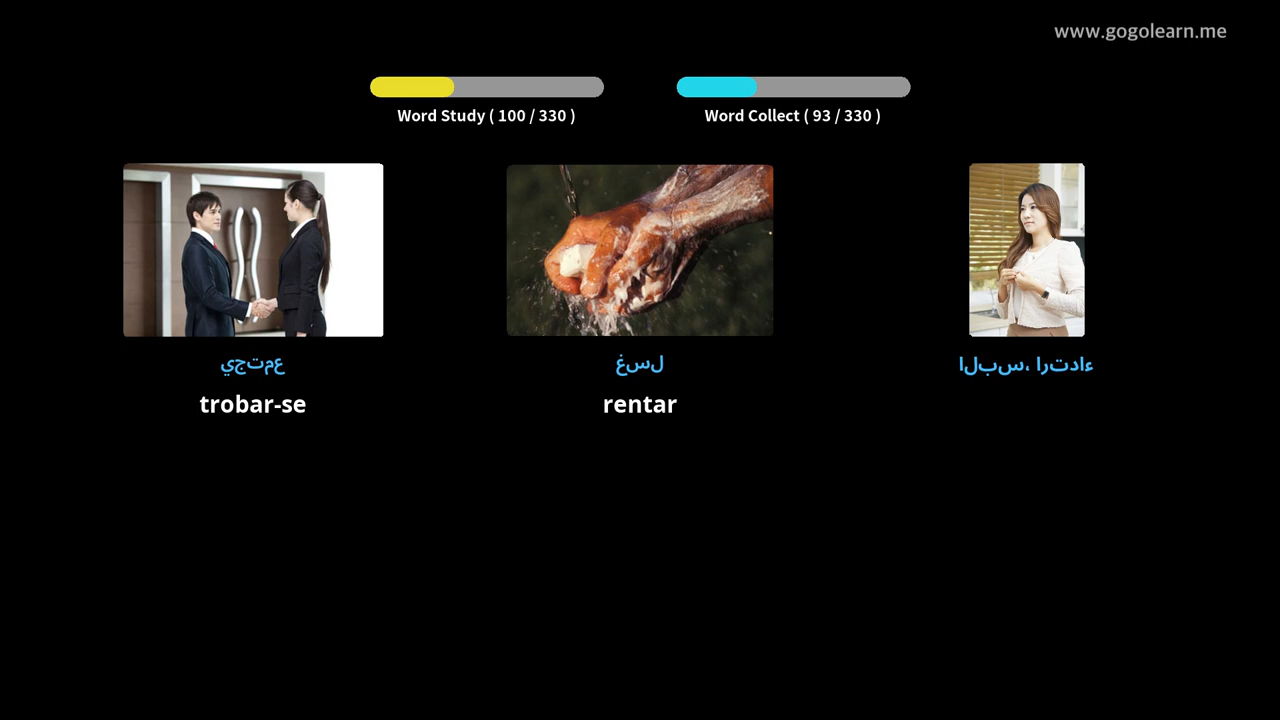 www.gogolearn.me
Word Study ( 100 / 330 )
Word Collect ( 93 / 330 )
يجتمع
trobar-se
غسل
rentar
البس، ارتداء